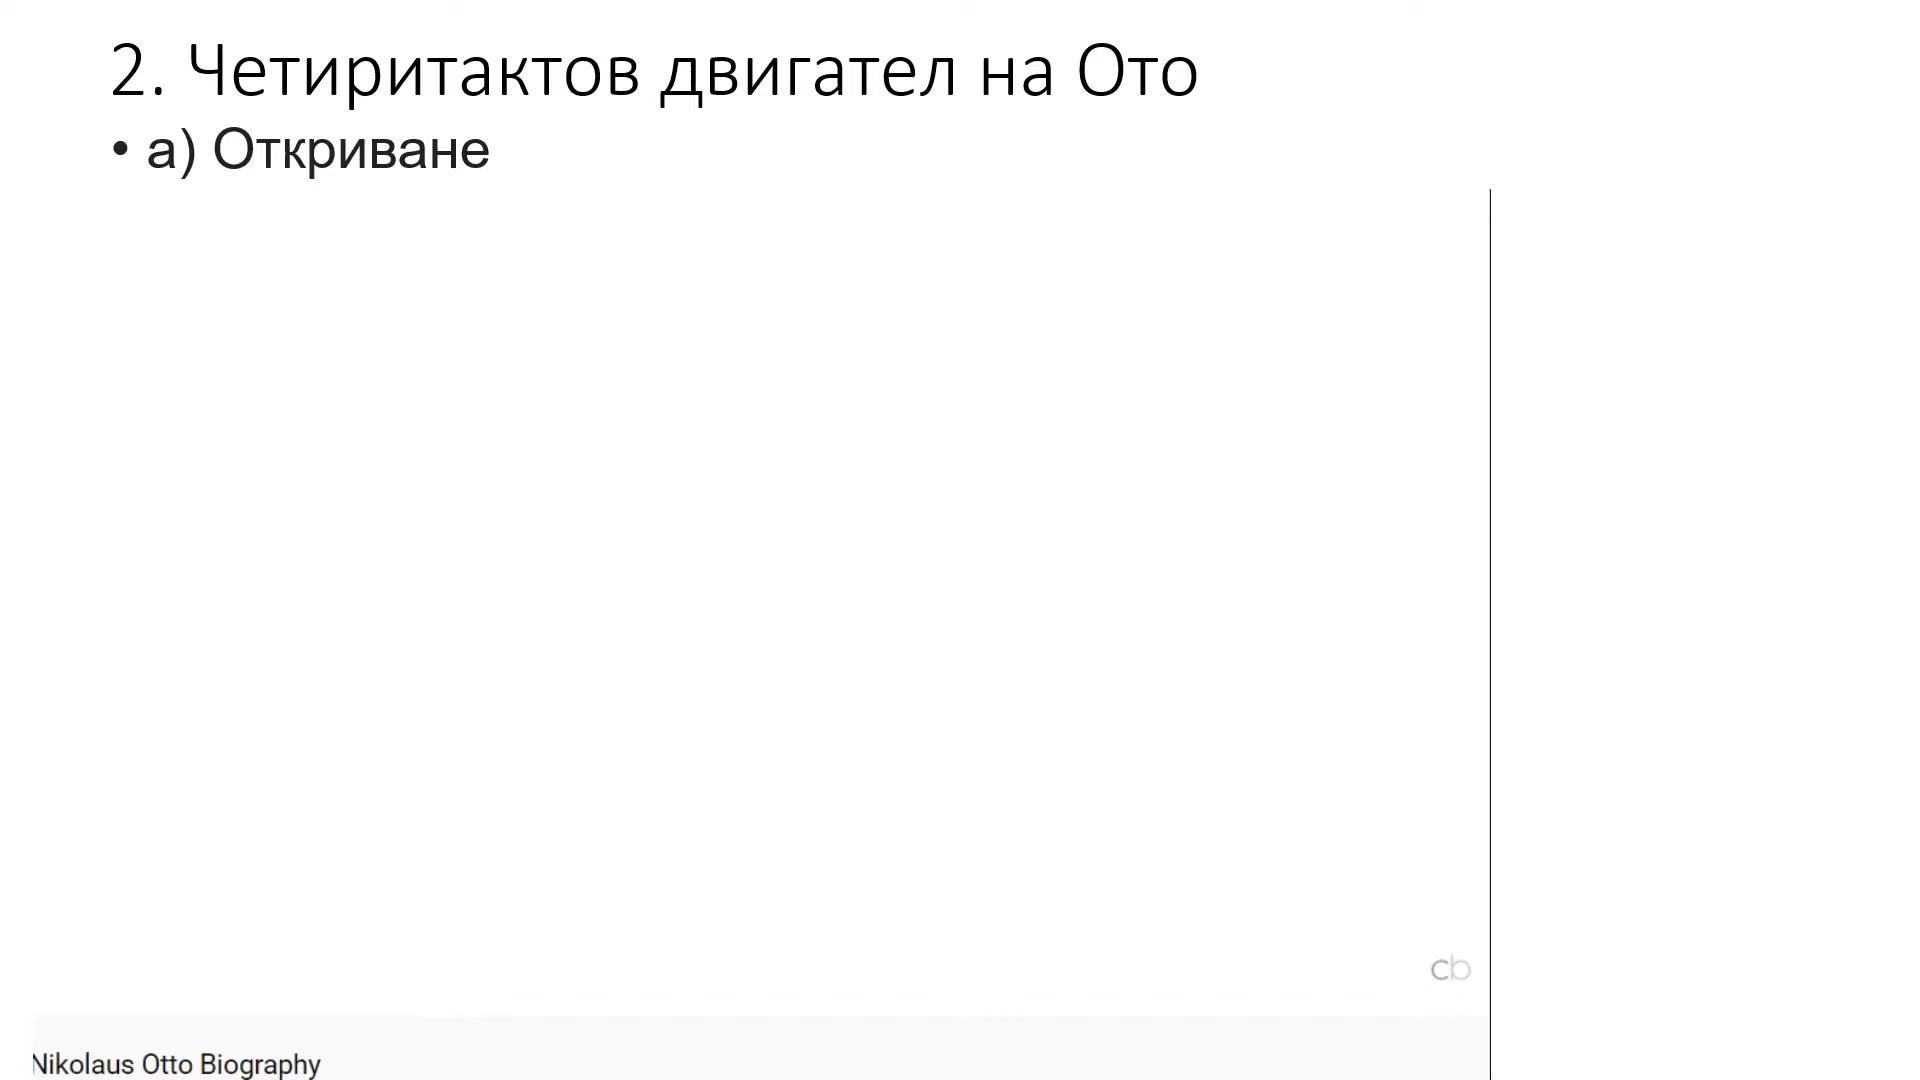 2. Четиритактов двигател на Ото
• а) Откриване
cb
Nikolaus Otto Biography